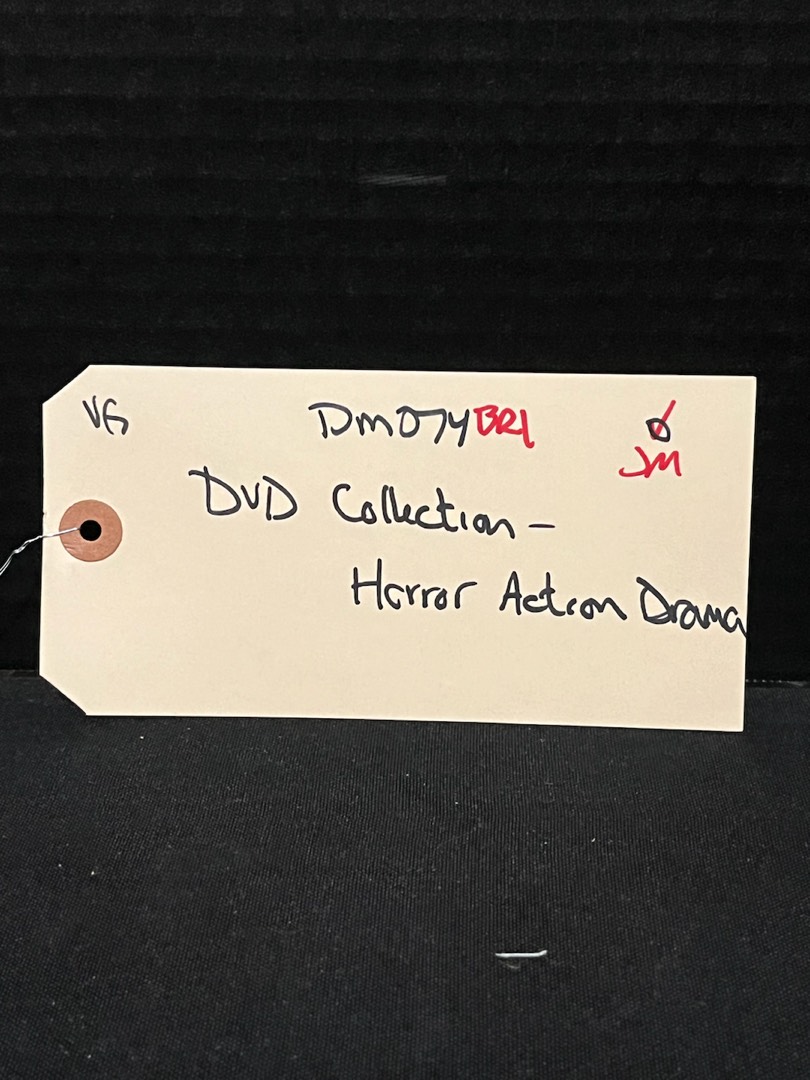 VG DM074BR1
JM
DVD Collection -
Horror Action Drama